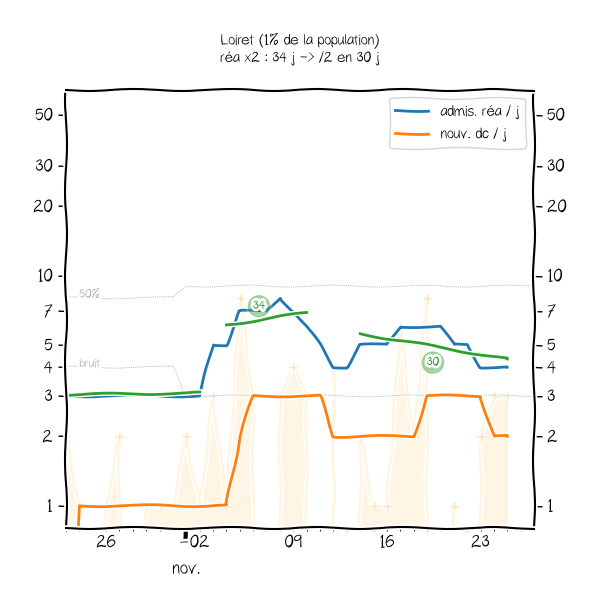 Loiret (1% de la population)
réa x2 : 34 j -> /2 en 30 j
admis. réa / j
nouv. dc / j
50 50
30 30
20 20
10 10
7 7
5 5
4 4
3 3
2 2
1 1
50%
bruit
34
30
26 02 09 16 23
nov.